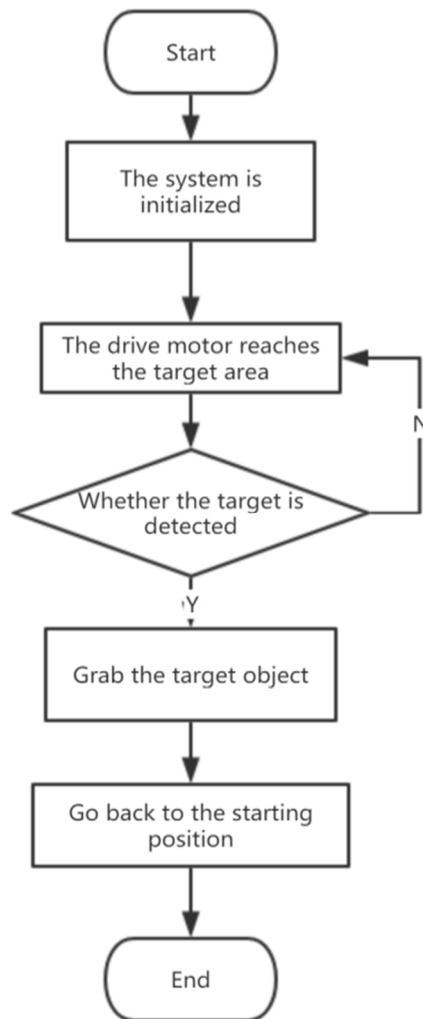 Start
The system is
initialized
The drive motor reaches
the target area
N
Whether the target is
detected
Y
Grab the target object
Go back to the starting
position
End